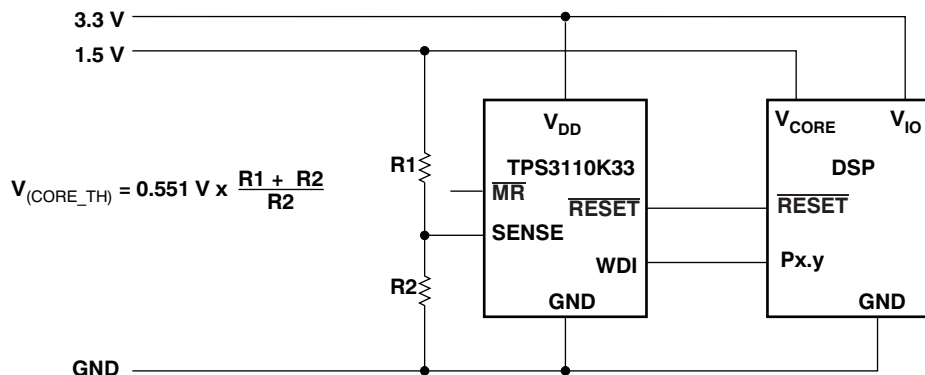 3.3 V
1.5 V
V(CORE_TH) = 0.551 V x R1 + R2
R2
R1
R2
VDD
TPS3110K33
MR
RESET
SENSE
WDI
GND
VCORE VIO
DSP
RESET
Px.y
GND
GND